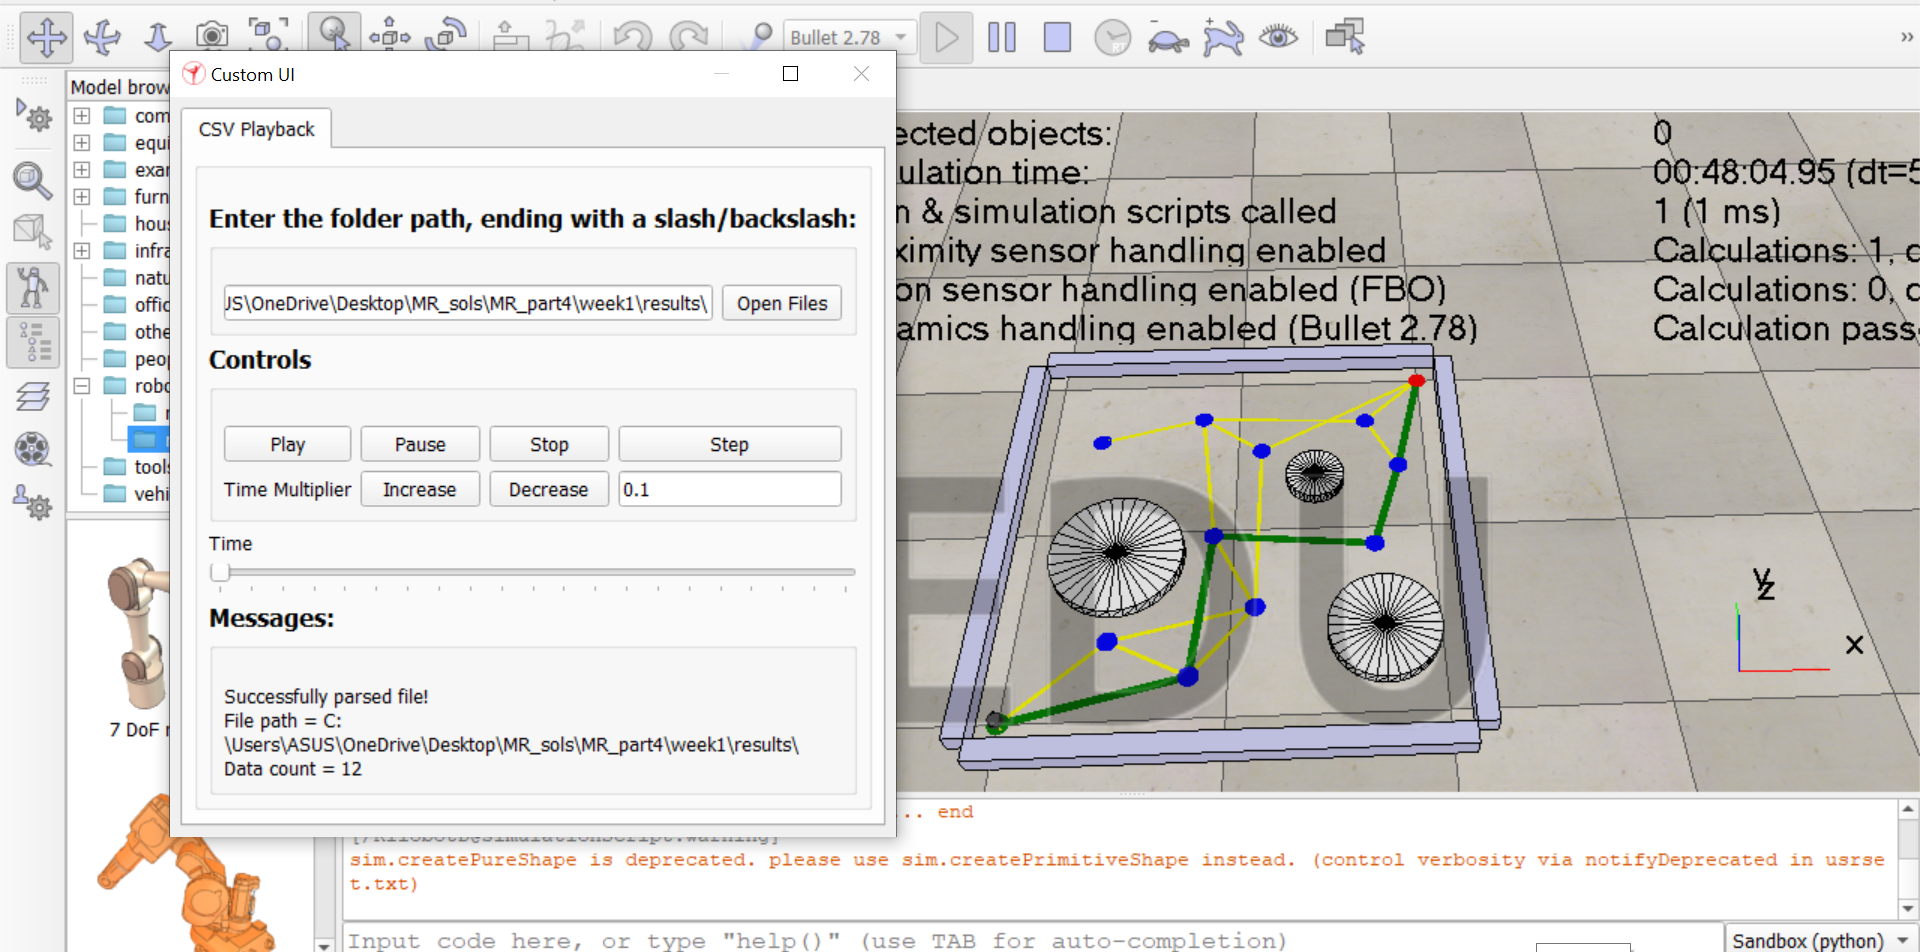 Bullet 2.78
»
Custom UI
Model brow
CSV Playback
Enter the folder path, ending with a slash/backslash:
JS\OneDrive\Desktop\MR_sols\MR_part4\week1\results\
Open Files
Controls
Play
Pause
Stop
Step
Time Multiplier
Increase
Decrease
0.1
Time
Messages:
Successfully parsed file!
File path = C:
\Users\ASUS\OneDrive\Desktop\MR_sols\MR_part4\week1\results\
Data count = 12
com
equi
exar
furn
hous
infra
natu
offic
othe
peop
robo
r
tools
vehi
7 DoF r
ected objects:
0
ulation time:
00:48:04.95 (dt=5
n & simulation scripts called
1 (1 ms)
ximity sensor handling enabled
Calculations: 1, d
on sensor handling enabled (FBO)
Calculations: 0, d
amics handling enabled (Bullet 2.78)
Calculation pass
EDU
y
z
x
... end
sim.createPureShape is deprecated. please use sim.createPrimitiveShape instead. (control verbosity via notifyDeprecated in usrse
t.txt)
Input code here, or type "help()" (use TAB for auto-completion)
Sandbox (python)